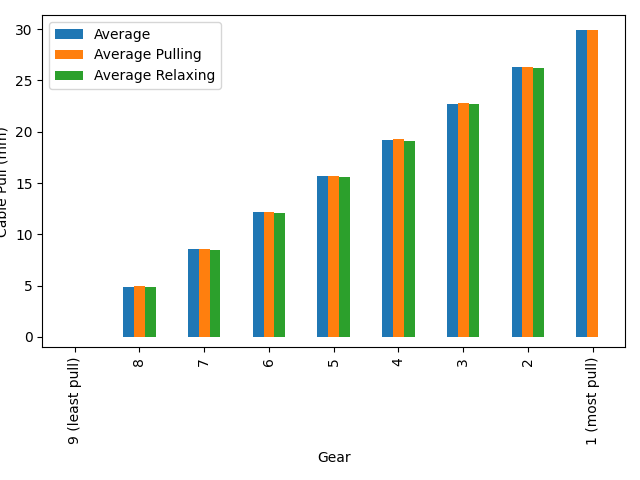 Average
Average Pulling
Average Relaxing
30
25
20
15
10
5
0
Cable Pull (mm)
9 (least pull)
8
7
6
5
4
3
2
1 (most pull)
Gear